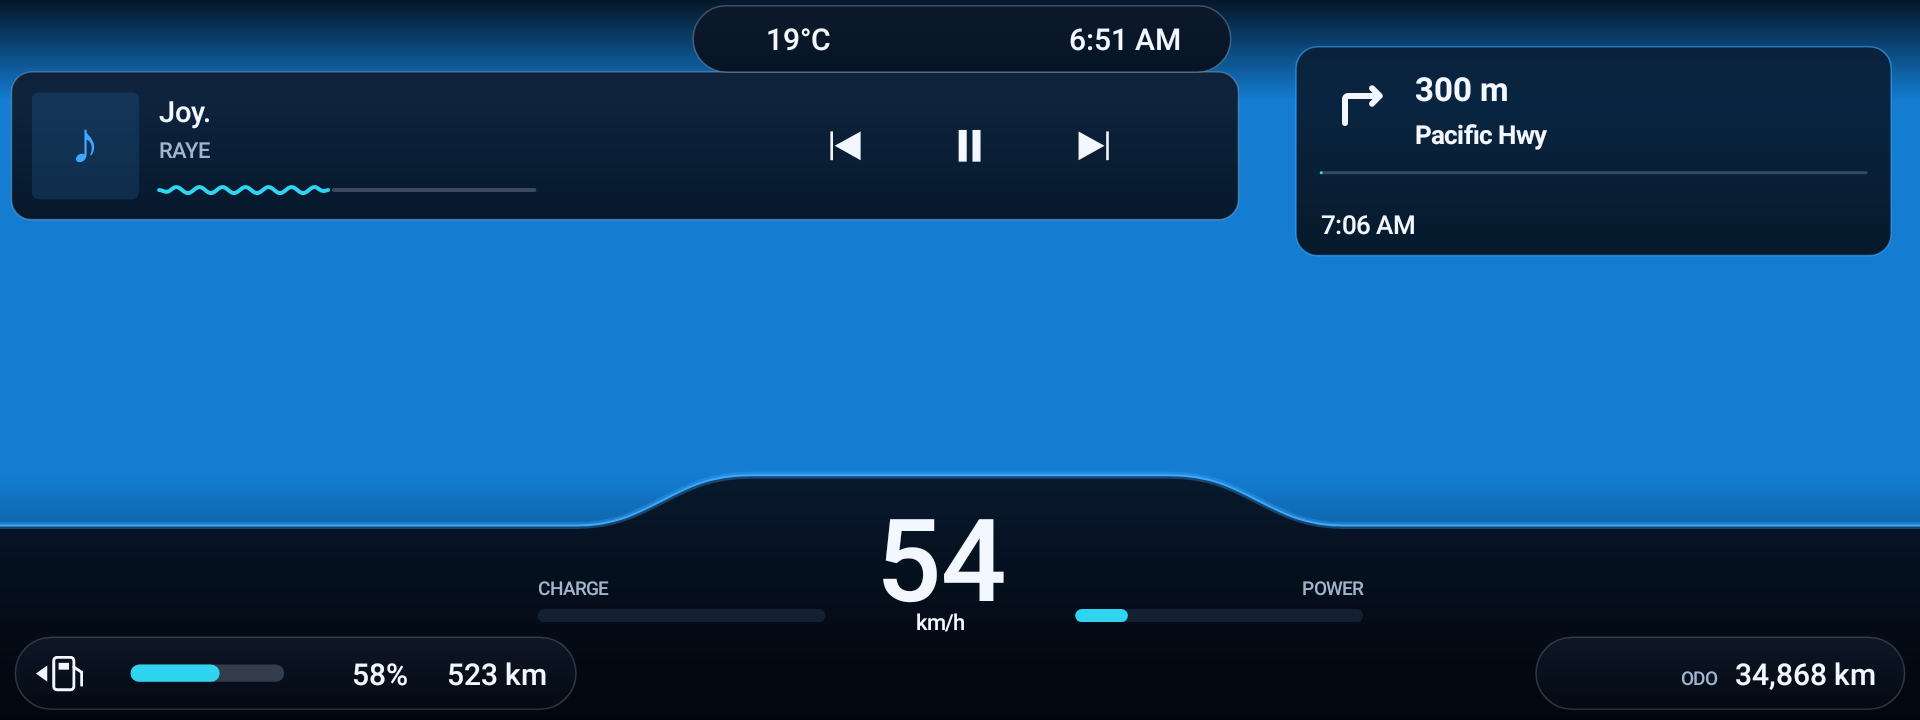 19°C
6:51 AM
Joy.
RAYE
300 m
Pacific Hwy
7:06 AM
CHARGE
54
km/h
POWER
58%
523 km
ODO 34,868 km